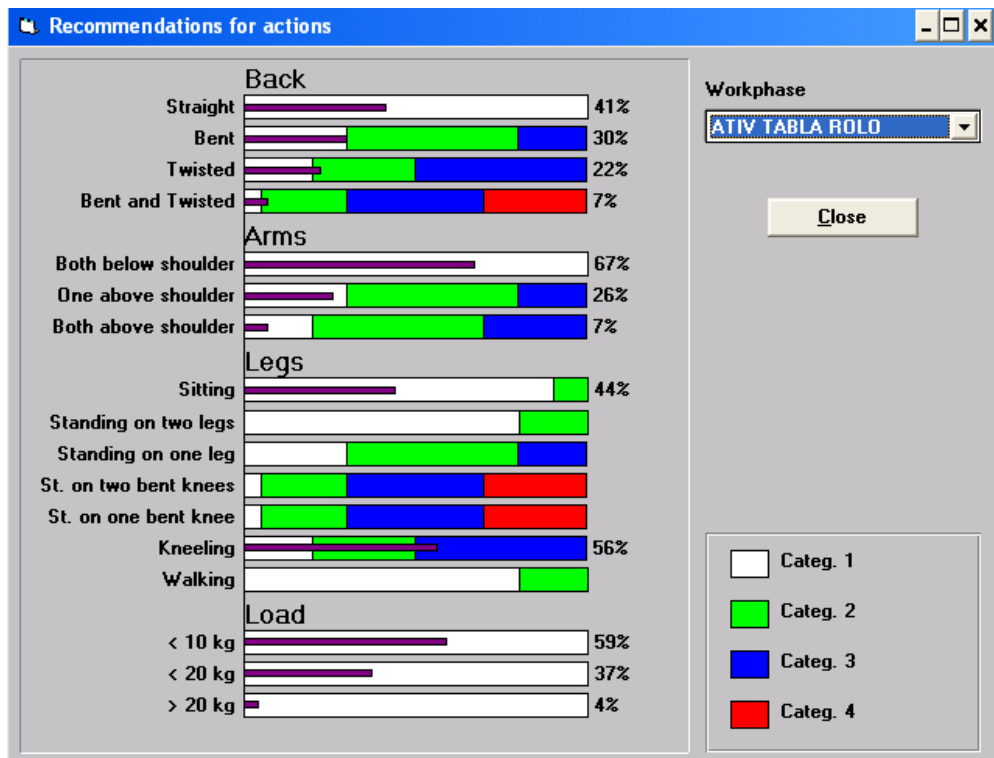 Recommendations for actions
Back
Straight 41%
Bent 30%
Twisted 22%
Bent and Twisted 7%
Arms
Both below shoulder 67%
One above shoulder 26%
Both above shoulder 7%
Legs
Sitting 44%
Standing on two legs
Standing on one leg
St. on two bent knees
St. on one bent knee
Kneeling 56%
Walking
Load
< 10 kg 59%
< 20 kg 37%
> 20 kg 4%
Workphase
ATIV TABLA ROLO
Close
Categ. 1
Categ. 2
Categ. 3
Categ. 4